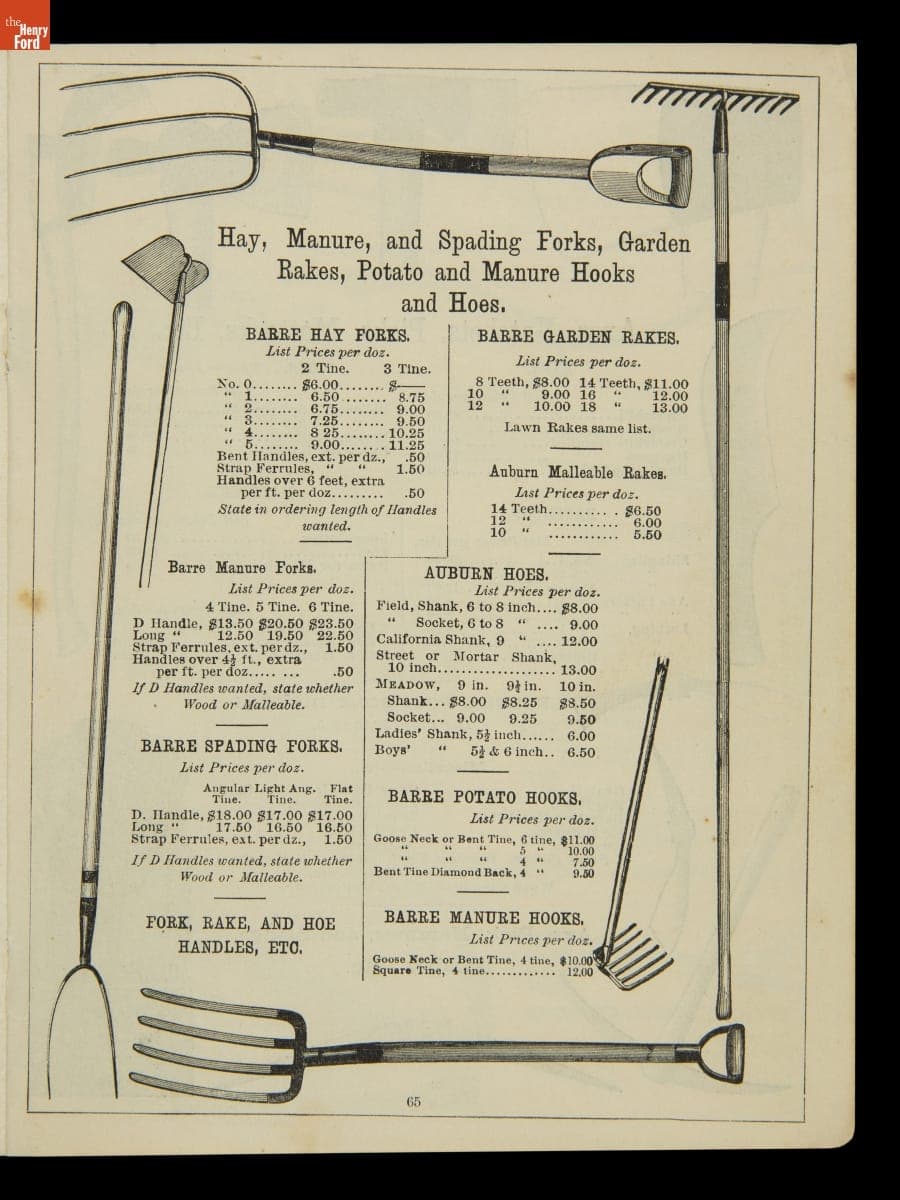 the
Henry
Ford
Hay, Manure, and Spading Forks, Garden
Rakes, Potato and Manure Hooks
and Hoes.
BARRE HAY FORKS.
List Prices per doz.
2 Tine. 3 Tine.
No. 0........ $6.00........ $——
“ 1........ 6.50 ....... 8.75
“ 2........ 6.75........ 9.00
“ 3........ 7.25........ 9.50
“ 4........ 8 25........ 10.25
“ 5........ 9.00....... 11.25
Bent Handles, ext. per dz., .50
Strap Ferrules, “ “ 1.50
Handles over 6 feet, extra
per ft. per doz......... .50
State in ordering length of Handles
wanted.
Barre Manure Forks.
List Prices per doz.
4 Tine. 5 Tine. 6 Tine.
D Handle, $13.50 $20.50 $23.50
Long “ 12.50 19.50 22.50
Strap Ferrules, ext. per dz., 1.50
Handles over 4½ ft., extra
per ft. per doz..... ... .50
If D Handles wanted, state whether
Wood or Malleable.
BARRE SPADING FORKS.
List Prices per doz.
Angular Light Ang. Flat
Tine. Tine. Tine.
D. Handle, $18.00 $17.00 $17.00
Long “ 17.50 16.50 16.50
Strap Ferrules, ext. per dz., 1.50
If D Handles wanted, state whether
Wood or Malleable.
FORK, RAKE, AND HOE
HANDLES, ETC.
BARRE GARDEN RAKES.
List Prices per doz.
8 Teeth, $8.00 14 Teeth, $11.00
10 “ 9.00 16 “ 12.00
12 “ 10.00 18 “ 13.00
Lawn Rakes same list.
Auburn Malleable Rakes.
List Prices per doz.
14 Teeth.......... . $6.50
12 “ ............ 6.00
10 “ ............ 5.50
AUBURN HOES.
List Prices per doz.
Field, Shank, 6 to 8 inch.... $8.00
“ Socket, 6 to 8 “ .... 9.00
California Shank, 9 “ .... 12.00
Street or Mortar Shank,
10 inch.................... 13.00
MEADOW, 9 in. 9½ in. 10 in.
Shank... $8.00 $8.25 $8.50
Socket... 9.00 9.25 9.50
Ladies' Shank, 5½ inch...... 6.00
Boys' “ 5½ & 6 inch.. 6.50
BARRE POTATO HOOKS,
List Prices per doz.
Goose Neck or Bent Tine, 6 tine, $11.00
“ “ “ 5 “ 10.00
“ “ “ 4 “ 7.50
Bent Tine Diamond Back, 4 “ 9.50
BARRE MANURE HOOKS,
List Prices per doz.
Goose Neck or Bent Tine, 4 tine, $10.00
Square Tine, 4 tine............. 12.00
65